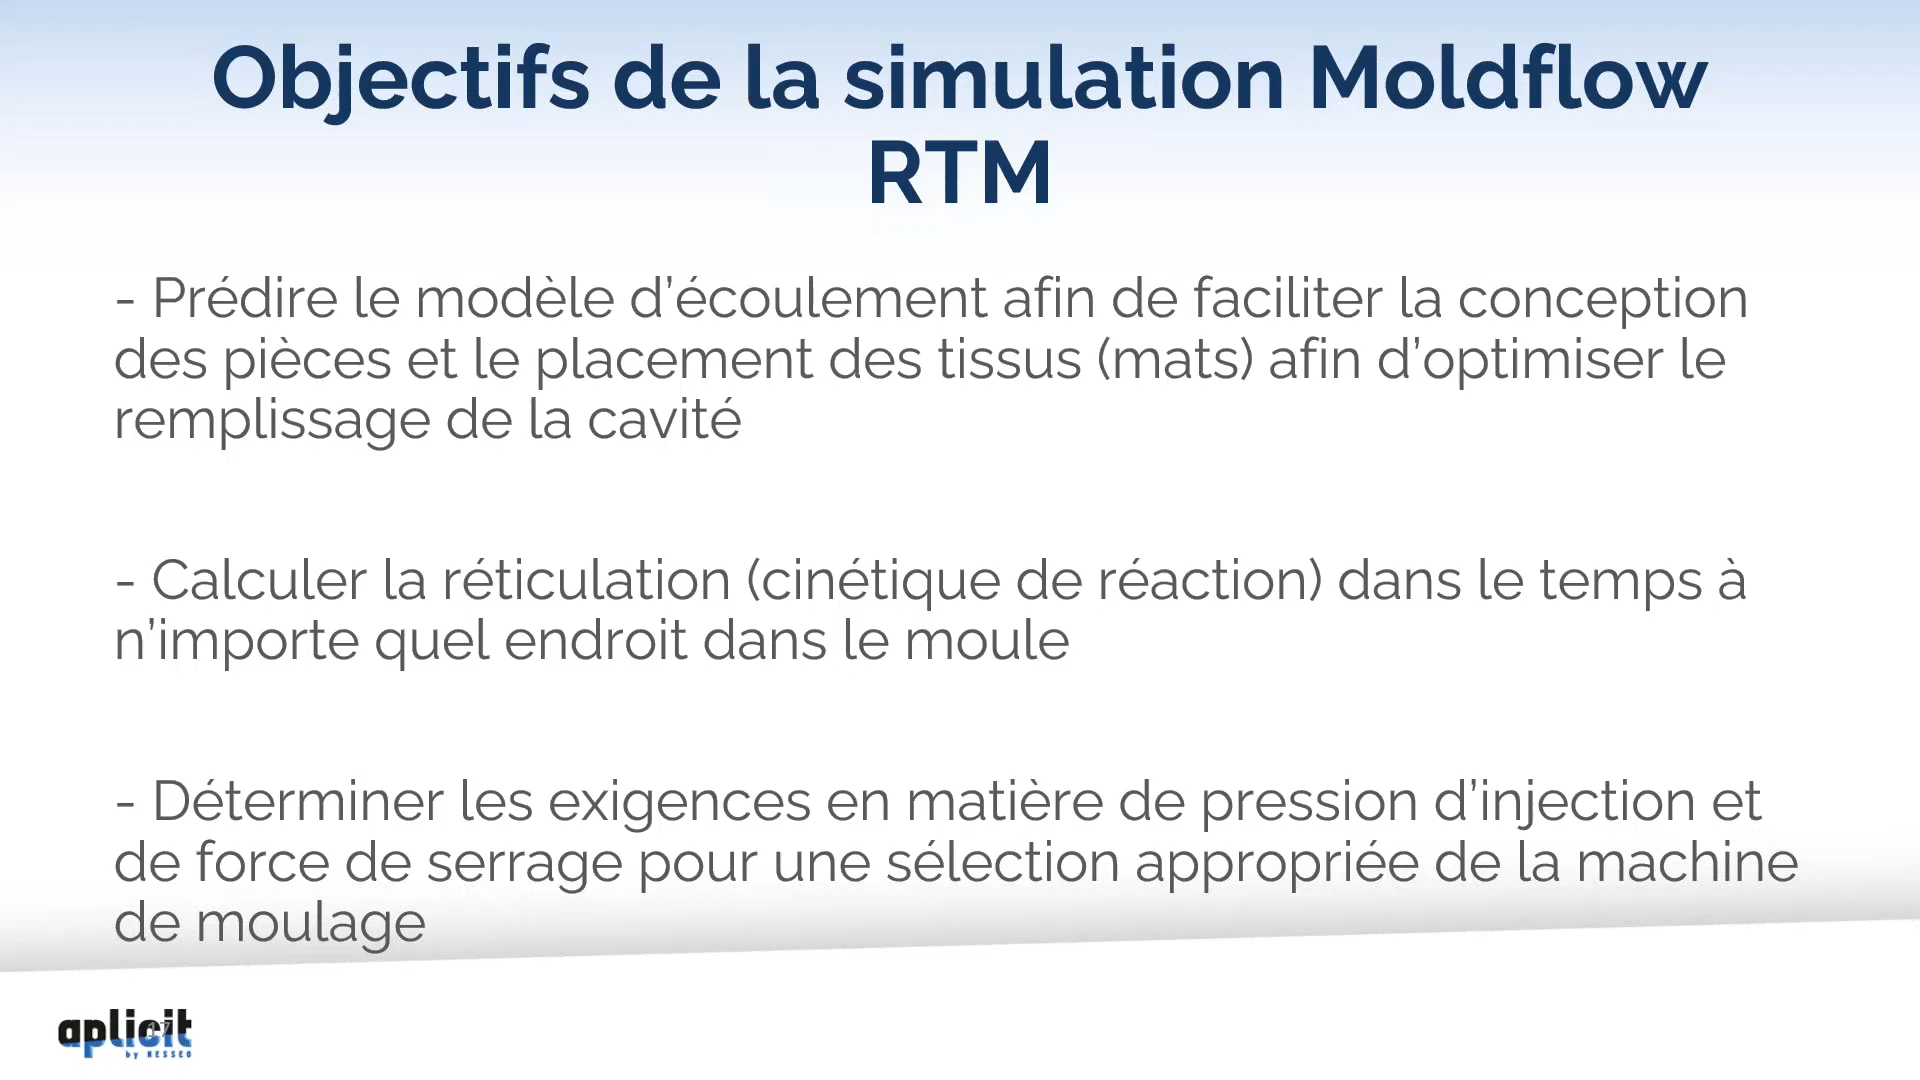 Objectifs de la simulation Moldflow
RTM
- Prédire le modèle d’écoulement afin de faciliter la conception
des pièces et le placement des tissus (mats) afin d’optimiser le
remplissage de la cavité
- Calculer la réticulation (cinétique de réaction) dans le temps à
n’importe quel endroit dans le moule
- Déterminer les exigences en matière de pression d’injection et
de force de serrage pour une sélection appropriée de la machine
de moulage
aplicit
17
by NESSEO